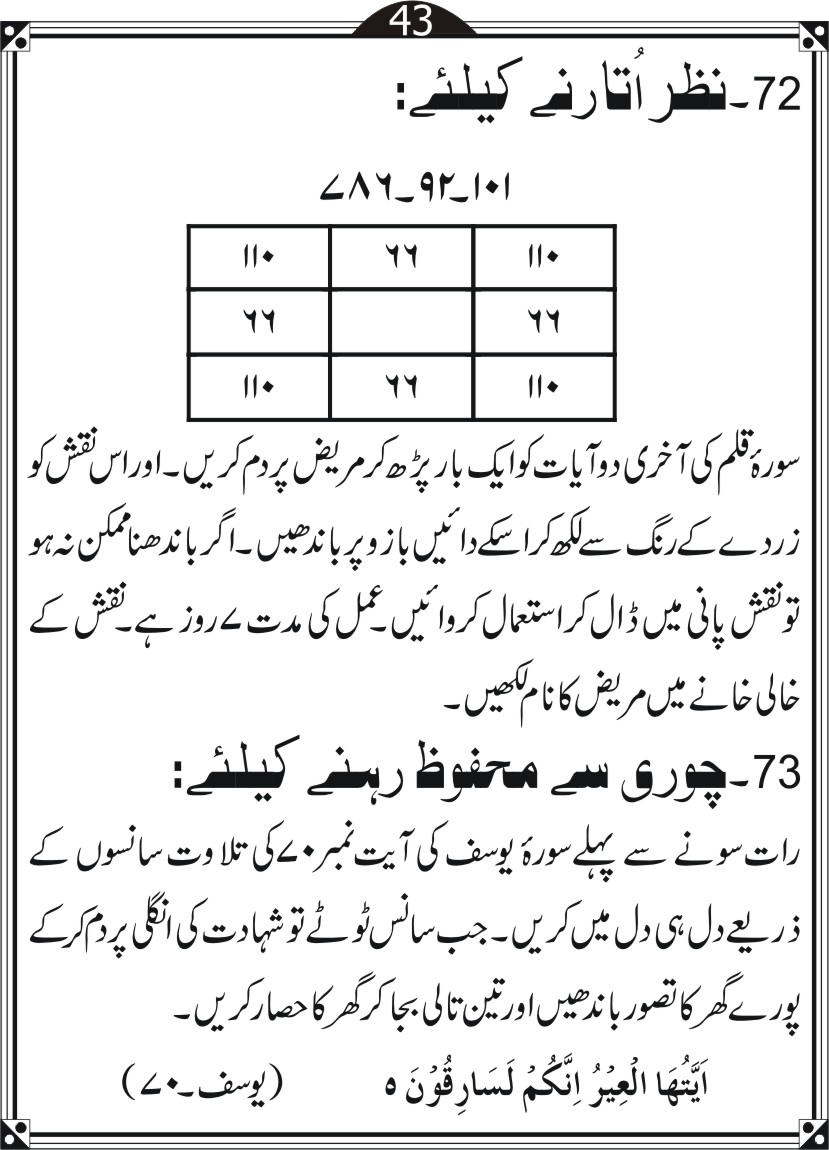 43
72۔نظر اُتارنے کیلئے:
۷۸۶۔۹۲۔۱۰۱
۱۱۰ ۶۶ ۱۱۰
۶۶ ۶۶
۱۱۰ ۶۶ ۱۱۰
سورۂ قلم کی آخری دو آیات کو ایک بار پڑھ کر مریض پر دم کریں۔اور اس نقش کو
زردے کے رنگ سے لکھ کر اسکے دائیں بازو پر باندھیں۔اگر باندھنا ممکن نہ ہو
تو نقش پانی میں ڈال کر استعمال کروائیں۔عمل کی مدت ۷ روز ہے۔نقش کے
خالی خانے میں مریض کا نام لکھیں۔
73۔چوری سے محفوظ رہنے کیلئے:
رات سونے سے پہلے سورۂ یوسف کی آیت نمبر ۷۰ کی تلاوت سانسوں کے
ذریعے دل ہی دل میں کریں۔جب سانس ٹوٹے تو شہادت کی انگلی پر دم کرکے
پورے گھر کا تصور باندھیں اور تین تالی بجا کر گھر کا حصار کریں۔
اَیَّتُهَا الْعِیْرُ اِنَّكُمْ لَسَارِقُوْنَ ه (یوسف۔۷۰)